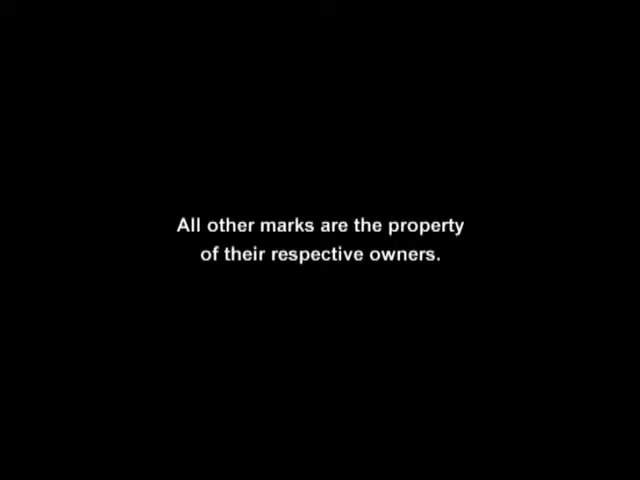 All other marks are the property
of their respective owners.